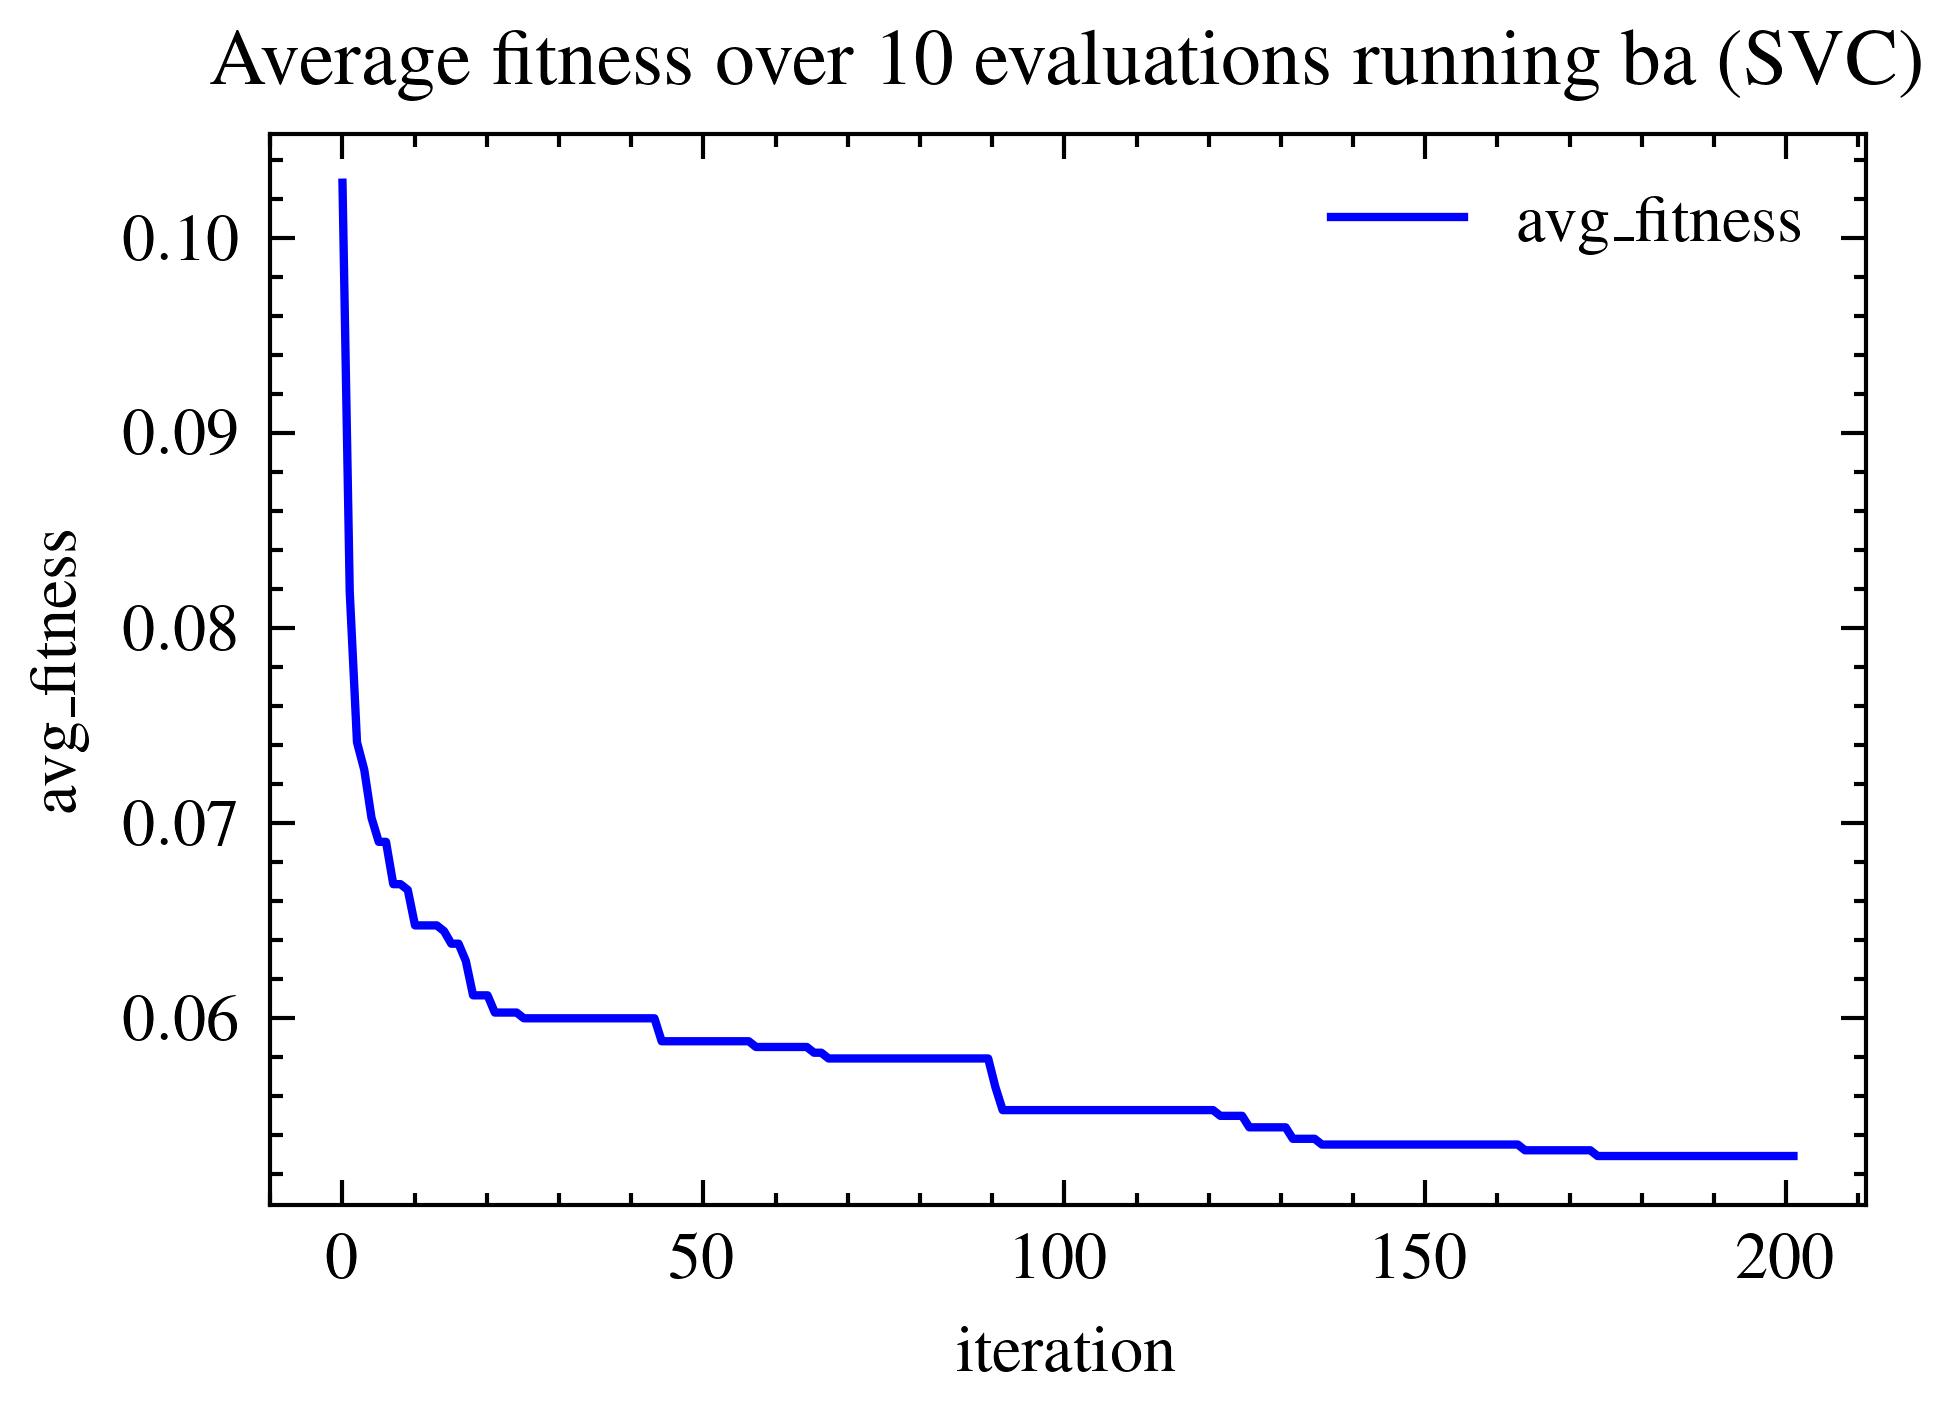 Average fitness over 10 evaluations running ba (SVC)
avg_fitness
0.10
0.09
0.08
0.07
0.06
avg_fitness
0
50
100
150
200
iteration